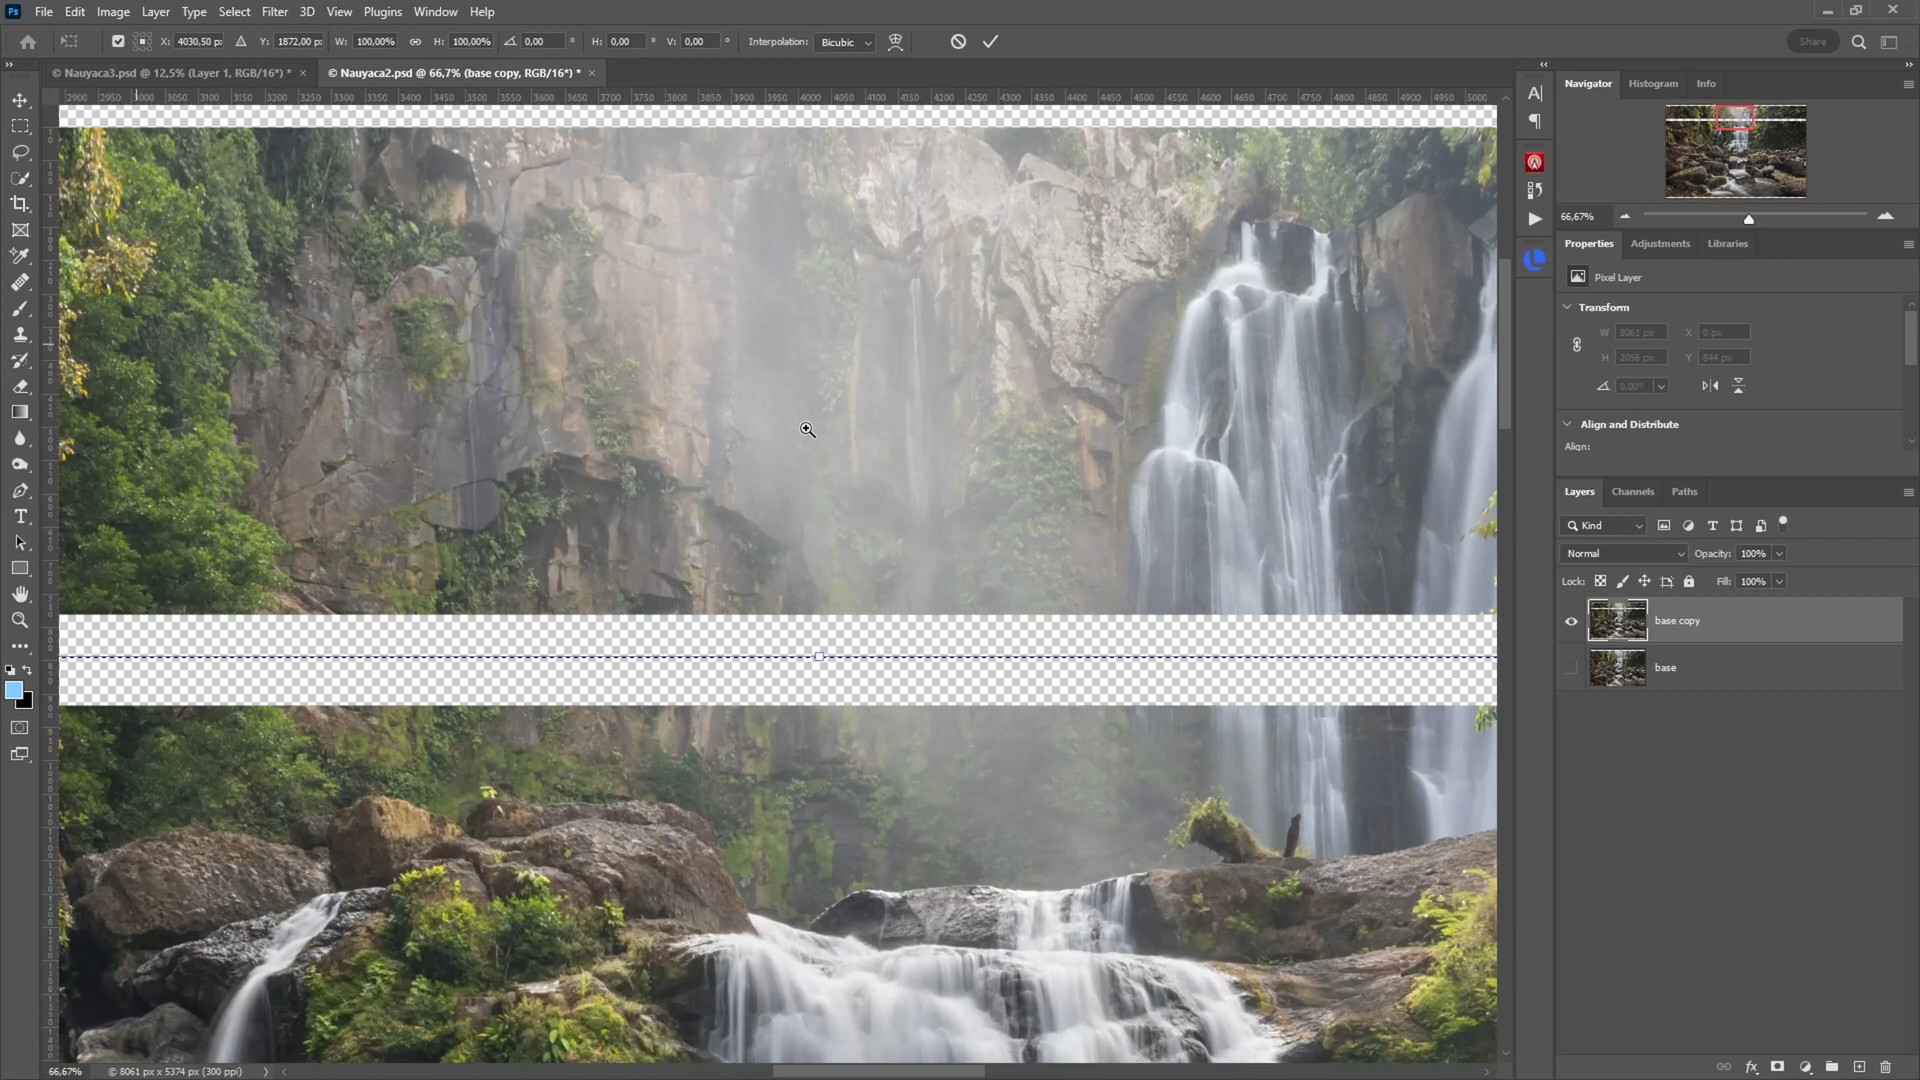 Ps File Edit Image Layer Type Select Filter 3D View Plugins Window Help
X: 4030,50 px Y: 1872,00 px W: 100,00% H: 100,00% 0,00 ° H: 0,00 ° V: 0,00 ° Interpolation: Bicubic Share
© Nauyaca3.psd @ 12,5% (Layer 1, RGB/16*) * × © Nauyaca2.psd @ 66,7% (base copy, RGB/16*) * ×
2900 2950 3000 3050 3100 3150 3200 3250 3300 3350 3400 3450 3500 3550 3600 3650 3700 3750 3800 3850 3900 3950 4000 4050 4100 4150 4200 4250 4300 4350 4400 4450 4500 4550 4600 4650 4700 4750 4800 4850 4900 4950 5000
Navigator Histogram Info
66,67%
Properties Adjustments Libraries
Pixel Layer
Transform
W 8061 px X 0 px
H 2056 px Y 844 px
0,00°
Align and Distribute
Align:
Layers Channels Paths
Kind
Normal Opacity: 100%
Lock: Fill: 100%
base copy
base
66,67% © 8061 px x 5374 px (300 ppi)